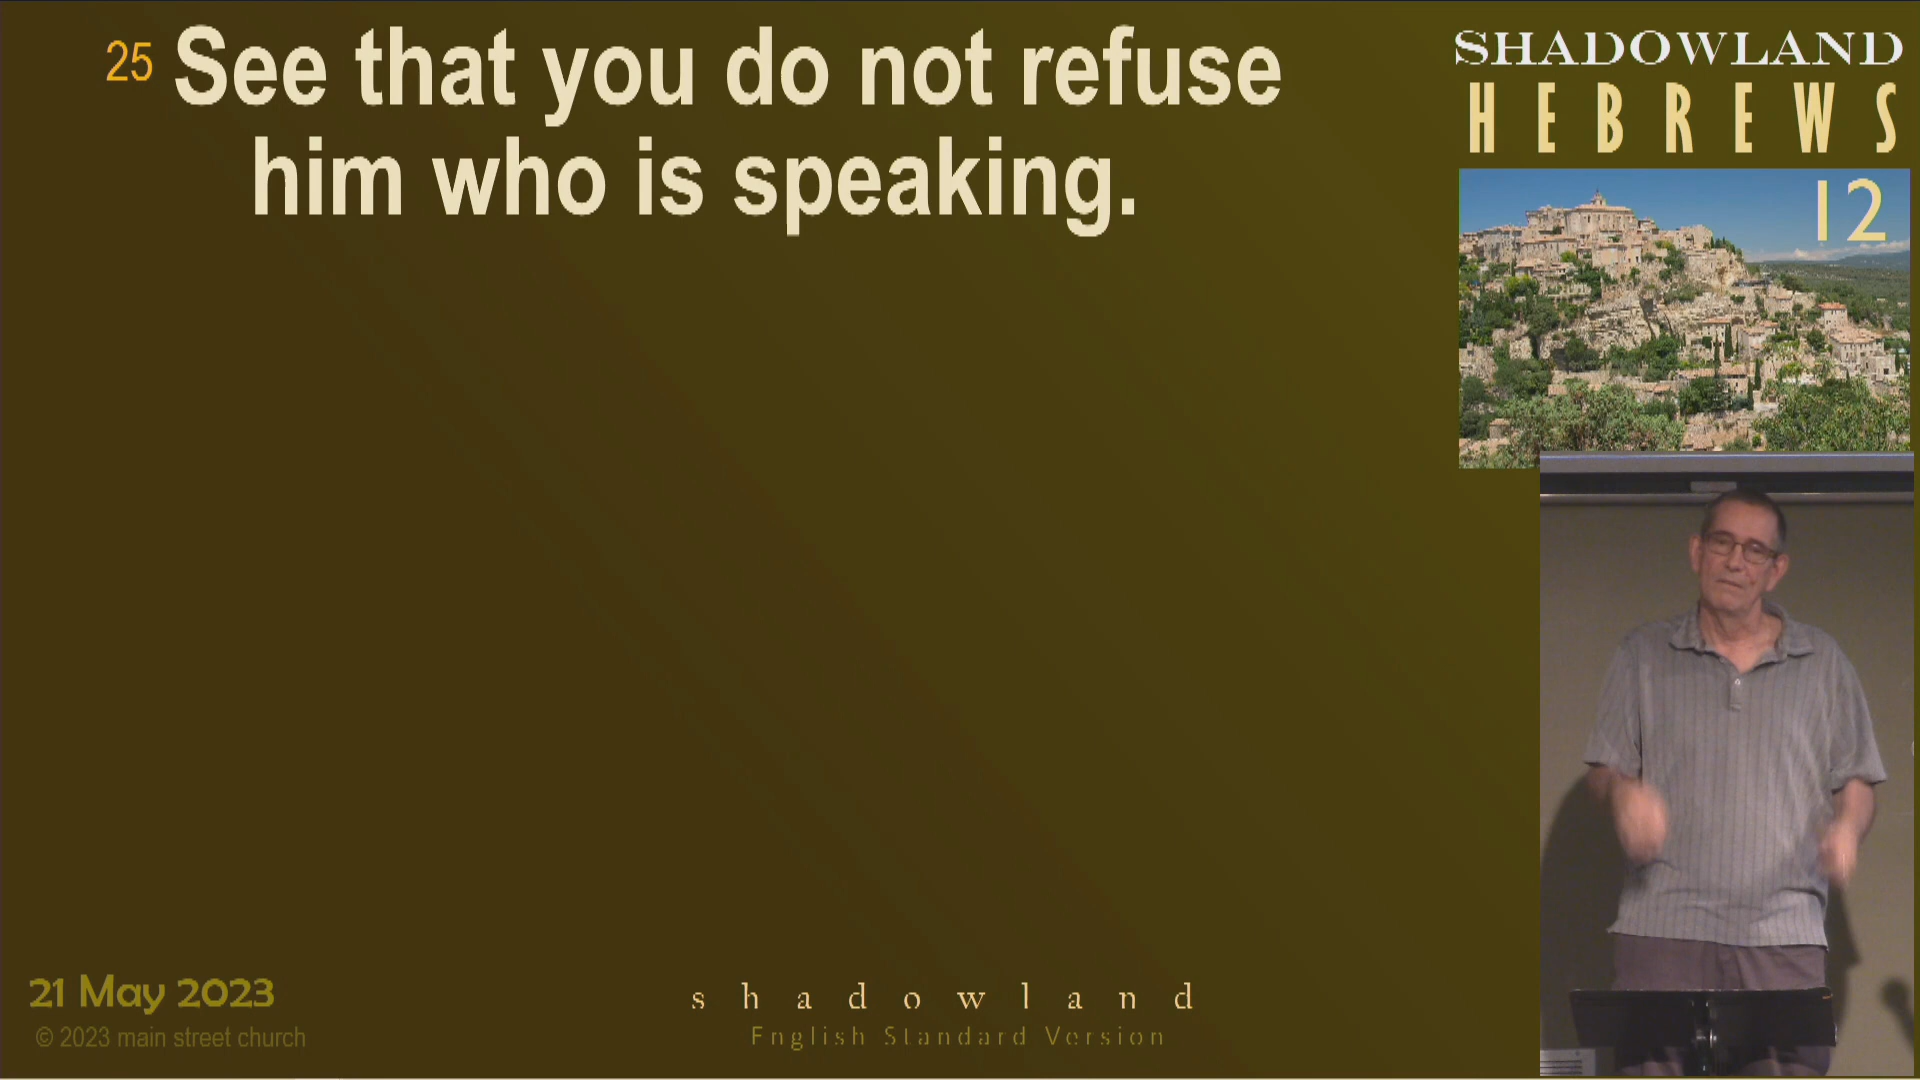 25 See that you do not refuse
him who is speaking.
SHADOWLAND
HEBREWS
12
21 May 2023
© 2023 main street church
shadowland
English Standard Version